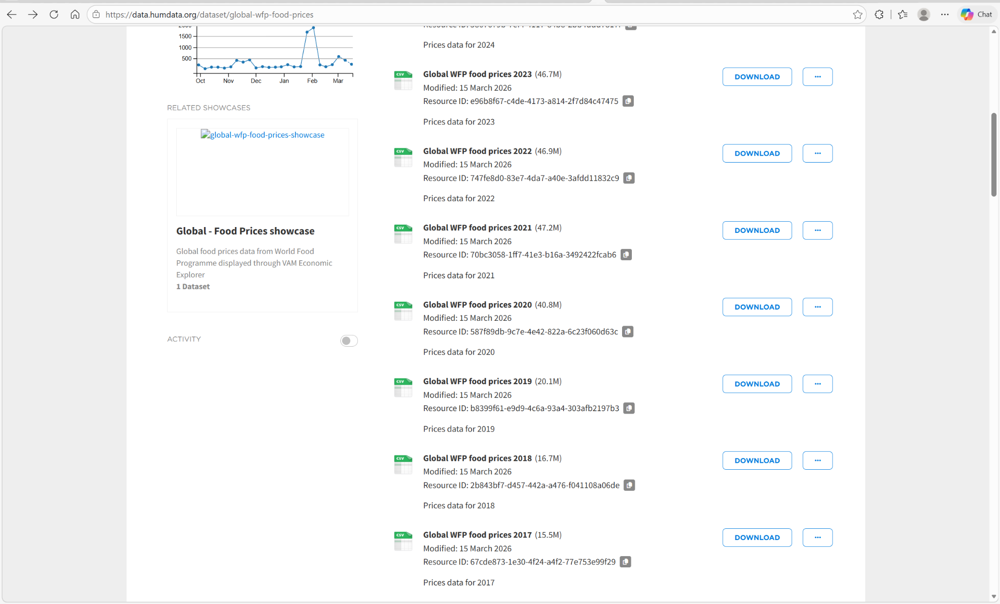 https://data.humdata.org/dataset/global-wfp-food-prices
Chat
1500
1000
500
Oct Nov Dec Jan Feb Mar
RELATED SHOWCASES
global-wfp-food-prices-showcase
Global - Food Prices showcase
Global food prices data from World Food
Programme displayed through VAM Economic
Explorer
1 Dataset
ACTIVITY
Prices data for 2024
CSV
Global WFP food prices 2023 (46.7M)
Modified: 15 March 2026
Resource ID: e96b8f67-c4de-4173-a814-2f7d84c47475
Prices data for 2023
DOWNLOAD
CSV
Global WFP food prices 2022 (46.9M)
Modified: 15 March 2026
Resource ID: 747fe8d0-83e7-4da7-a40e-3afdd11832c9
Prices data for 2022
DOWNLOAD
CSV
Global WFP food prices 2021 (47.2M)
Modified: 15 March 2026
Resource ID: 70bc3058-1ff7-41e3-b16a-3492422fcab6
Prices data for 2021
DOWNLOAD
CSV
Global WFP food prices 2020 (40.8M)
Modified: 15 March 2026
Resource ID: 587f89db-9c7e-4e42-822a-6c23f060d63c
Prices data for 2020
DOWNLOAD
CSV
Global WFP food prices 2019 (20.1M)
Modified: 15 March 2026
Resource ID: b8399f61-e9d9-4c6a-93a4-303afb2197b3
Prices data for 2019
DOWNLOAD
CSV
Global WFP food prices 2018 (16.7M)
Modified: 15 March 2026
Resource ID: 2b843bf7-d457-442a-a476-f041108a06de
Prices data for 2018
DOWNLOAD
CSV
Global WFP food prices 2017 (15.5M)
Modified: 15 March 2026
Resource ID: 67cde873-1e30-4f24-a4f2-77e753e99f29
Prices data for 2017
DOWNLOAD